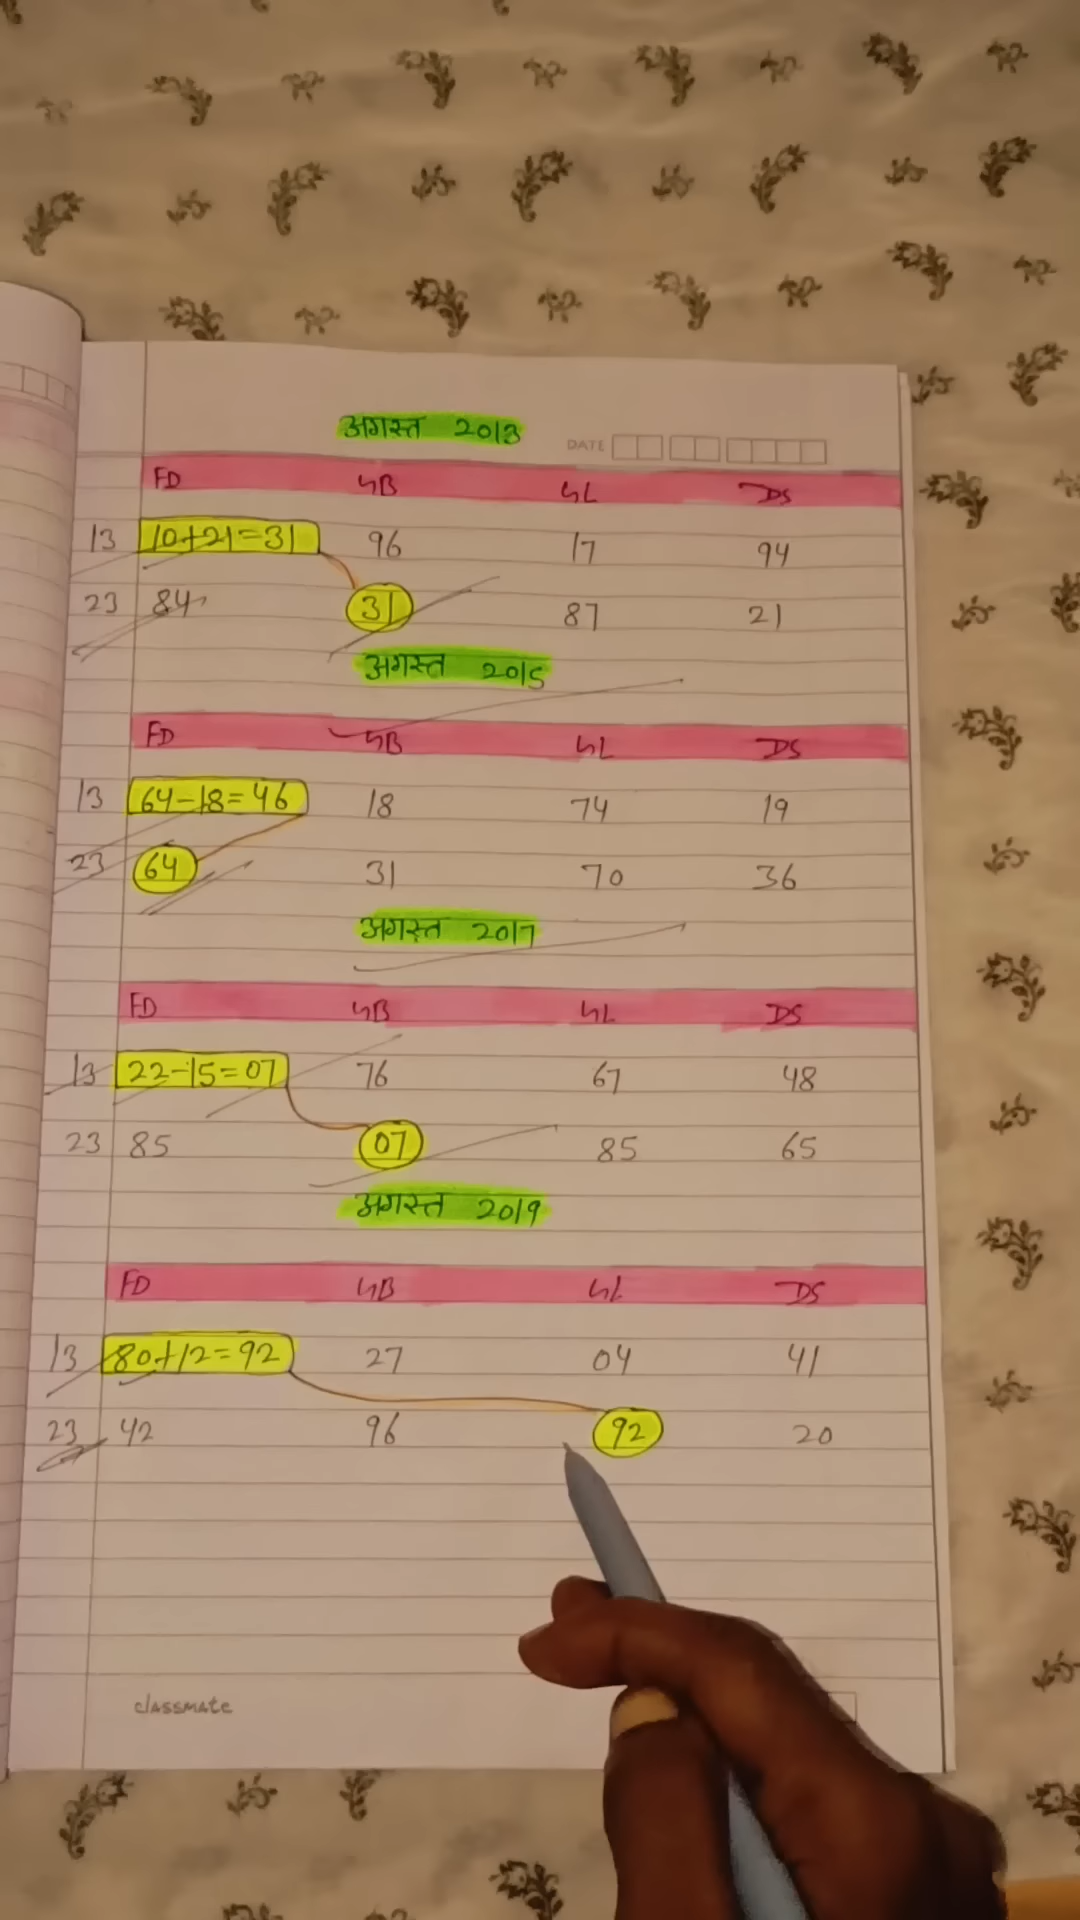 अगस्त 2013
DATE
FD GB GL DS
13 10+21=31 96 17 94
23 84 31 87 21
अगस्त 2015
FD GB GL DS
13 64-18=46 18 74 19
23 64 31 70 36
अगस्त 2017
FD GB GL DS
13 22-15=07 76 67 48
23 85 07 85 65
अगस्त 2019
FD GB GL DS
13 80+12=92 27 04 41
23 42 96 92 20
classmate